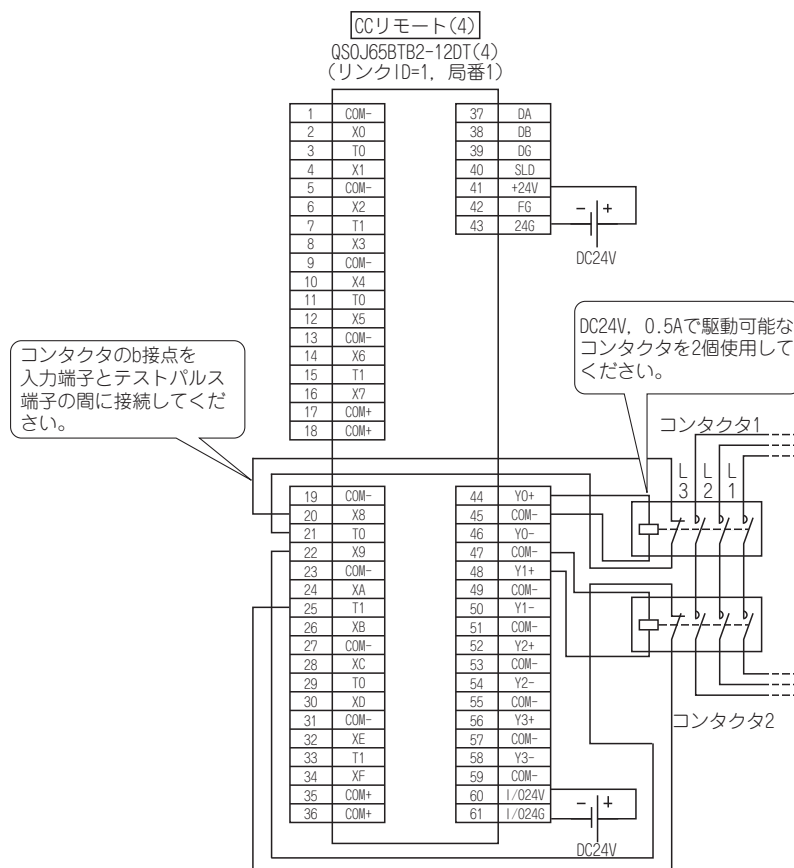 CCリモート(4)
QS0J65BTB2-12DT(4)
(リンクID=1, 局番1)
1 COM-
2 X0
3 T0
4 X1
5 COM-
6 X2
7 T1
8 X3
9 COM-
10 X4
11 T0
12 X5
13 COM-
14 X6
15 T1
16 X7
17 COM+
18 COM+
37 DA
38 DB
39 DG
40 SLD
41 +24V
42 FG
43 24G
- +
DC24V
コンタクタのb接点を
入力端子とテストパルス
端子の間に接続してくだ
さい。
DC24V, 0.5Aで駆動可能な
コンタクタを2個使用して
ください。
コンタクタ1
L3 L2 L1
19 COM-
20 X8
21 T0
22 X9
23 COM-
24 XA
25 T1
26 XB
27 COM-
28 XC
29 T0
30 XD
31 COM-
32 XE
33 T1
34 XF
35 COM+
36 COM+
44 Y0+
45 COM-
46 Y0-
47 COM-
48 Y1+
49 COM-
50 Y1-
51 COM-
52 Y2+
53 COM-
54 Y2-
55 COM-
56 Y3+
57 COM-
58 Y3-
59 COM-
60 I/O24V
61 I/O24G
コンタクタ2
- +
DC24V